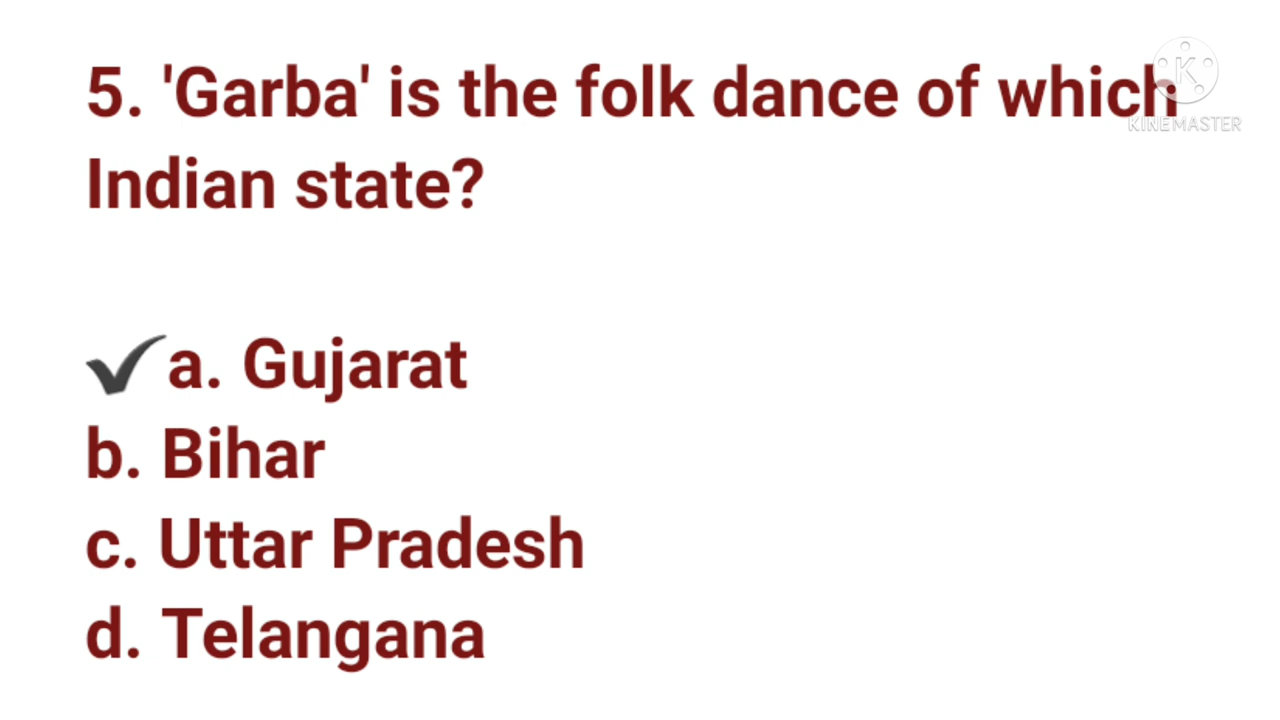 5. 'Garba' is the folk dance of which
KINEMASTER
Indian state?
✔a. Gujarat
b. Bihar
c. Uttar Pradesh
d. Telangana